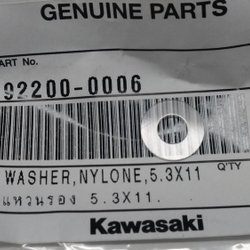 GENUINE PARTS
PART No.
92200-0006
WASHER,NYLONE,5.3X11
Q'TY
แหวนรอง 5.3X11.
Kawasaki